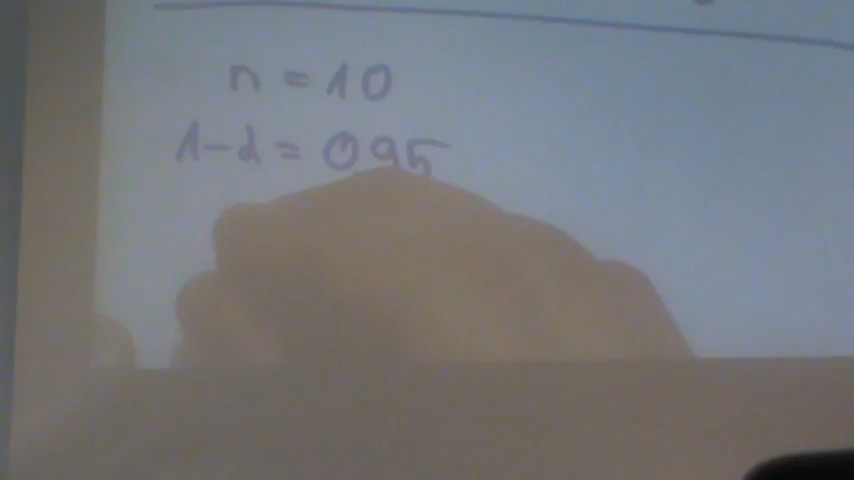 n = 10
1-α = 0,95